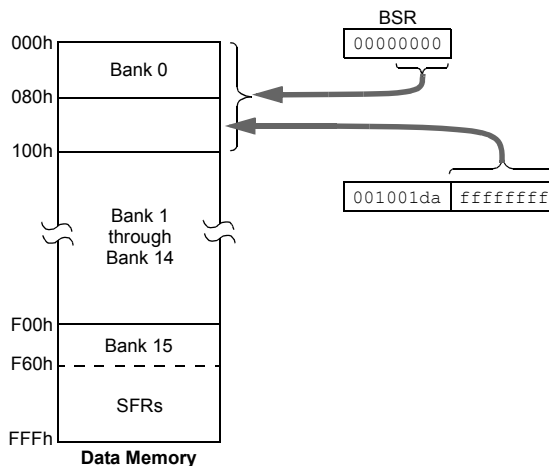 BSR
00000000
000h
Bank 0
080h
100h
001001da ffffffff
Bank 1
through
Bank 14
F00h
Bank 15
F60h
SFRs
FFFh
Data Memory